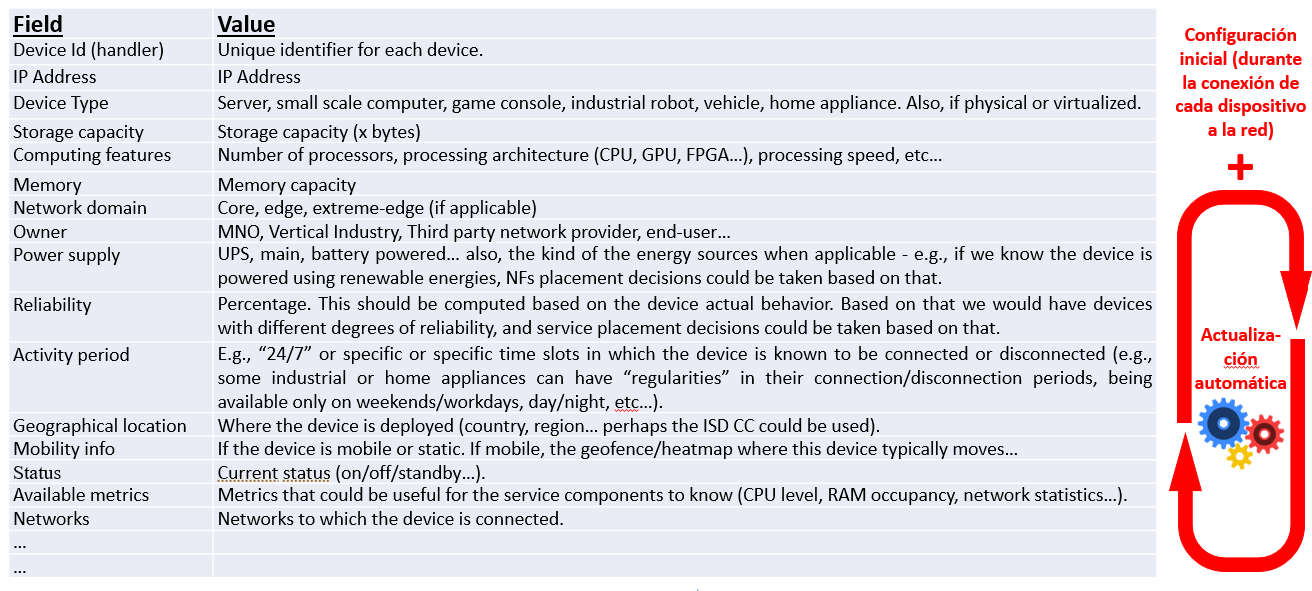 Field Value
Device Id (handler) Unique identifier for each device.
IP Address IP Address
Device Type Server, small scale computer, game console, industrial robot, vehicle, home appliance. Also, if physical or virtualized.
Storage capacity Storage capacity (x bytes)
Computing features Number of processors, processing architecture (CPU, GPU, FPGA…), processing speed, etc…
Memory Memory capacity
Network domain Core, edge, extreme-edge (if applicable)
Owner MNO, Vertical Industry, Third party network provider, end-user…
Power supply UPS, main, battery powered… also, the kind of the energy sources when applicable - e.g., if we know the device is
powered using renewable energies, NFs placement decisions could be taken based on that.
Reliability Percentage. This should be computed based on the device actual behavior. Based on that we would have devices
with different degrees of reliability, and service placement decisions could be taken based on that.
Activity period E.g., “24/7” or specific or specific time slots in which the device is known to be connected or disconnected (e.g.,
some industrial or home appliances can have “regularities” in their connection/disconnection periods, being
available only on weekends/workdays, day/night, etc…).
Geographical location Where the device is deployed (country, region… perhaps the ISD CC could be used).
Mobility info If the device is mobile or static. If mobile, the geofence/heatmap where this device typically moves…
Status Current status (on/off/standby…).
Available metrics Metrics that could be useful for the service components to know (CPU level, RAM occupancy, network statistics…).
Networks Networks to which the device is connected.
…
…
Configuración
inicial (durante
la conexión de
cada dispositivo
a la red)
+
Actualiza-
ción
automática